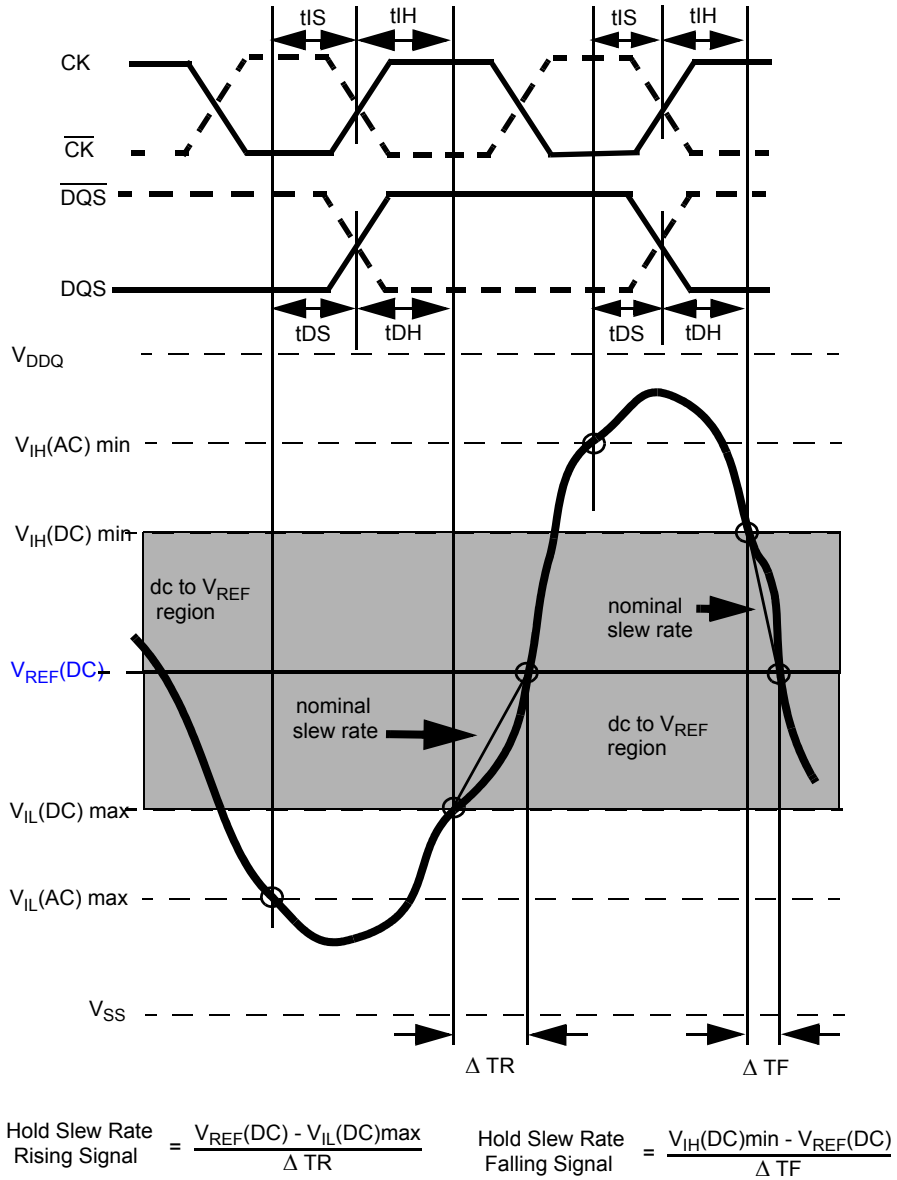 tIS tIH tIS tIH
CK
C̅K̅
D̅Q̅S̅
DQS
tDS tDH tDS tDH
VDDQ
VIH(AC) min
VIH(DC) min
dc to VREF
region
nominal
slew rate
VREF(DC)
nominal
slew rate
dc to VREF
region
VIL(DC) max
VIL(AC) max
VSS
Δ TR Δ TF
Hold Slew Rate
Rising Signal
= VREF(DC) - VIL(DC)max
Δ TR
Hold Slew Rate
Falling Signal
= VIH(DC)min - VREF(DC)
Δ TF